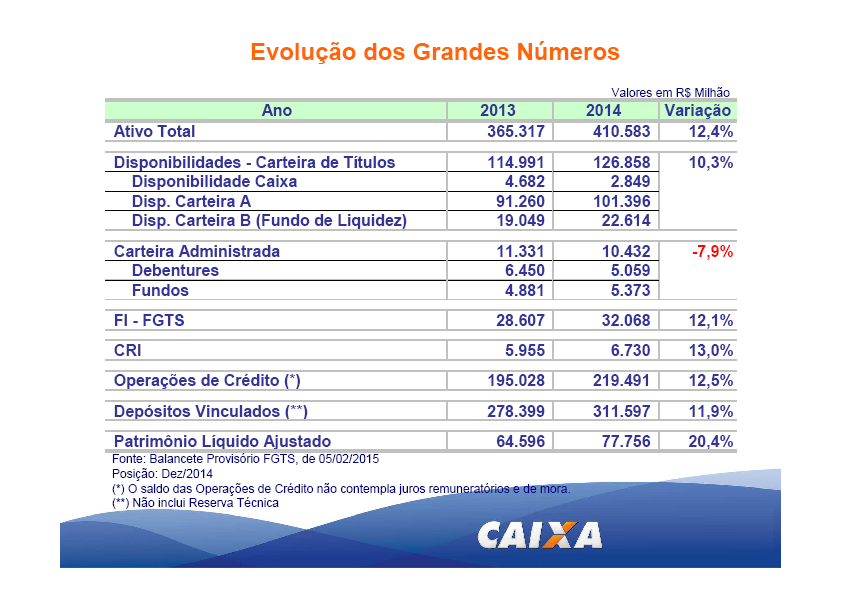 Evolução dos Grandes Números
Valores em R$ Milhão
Ano 2013 2014 Variação
Ativo Total 365.317 410.583 12,4%
Disponibilidades - Carteira de Títulos 114.991 126.858 10,3%
Disponibilidade Caixa 4.682 2.849
Disp. Carteira A 91.260 101.396
Disp. Carteira B (Fundo de Liquidez) 19.049 22.614
Carteira Administrada 11.331 10.432 -7,9%
Debentures 6.450 5.059
Fundos 4.881 5.373
FI - FGTS 28.607 32.068 12,1%
CRI 5.955 6.730 13,0%
Operações de Crédito (*) 195.028 219.491 12,5%
Depósitos Vinculados (**) 278.399 311.597 11,9%
Patrimônio Líquido Ajustado 64.596 77.756 20,4%
Fonte: Balancete Provisório FGTS, de 05/02/2015
Posição: Dez/2014
(*) O saldo das Operações de Crédito não contempla juros remuneratórios e de mora.
(**) Não inclui Reserva Técnica
CAIXA